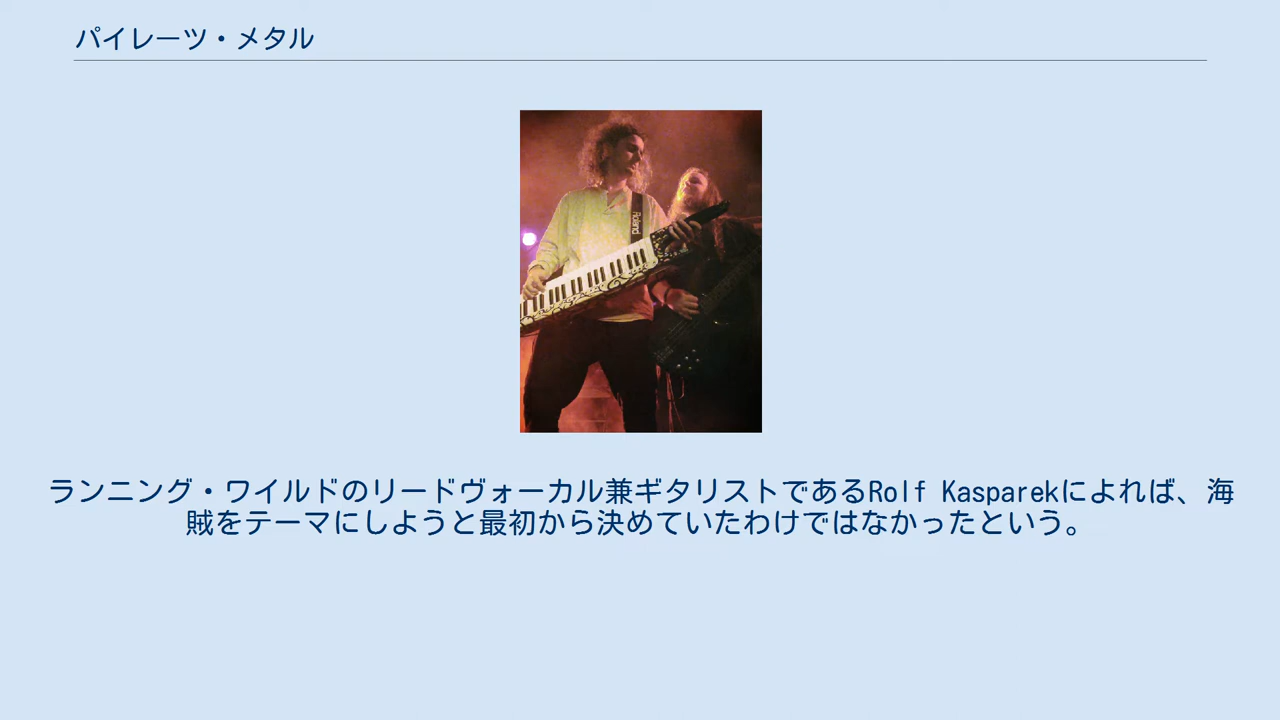 パイレーツ・メタル
Roland
ランニング・ワイルドのリードヴォーカル兼ギタリストであるRolf Kasparekによれば、海
賊をテーマにしようと最初から決めていたわけではなかったという。